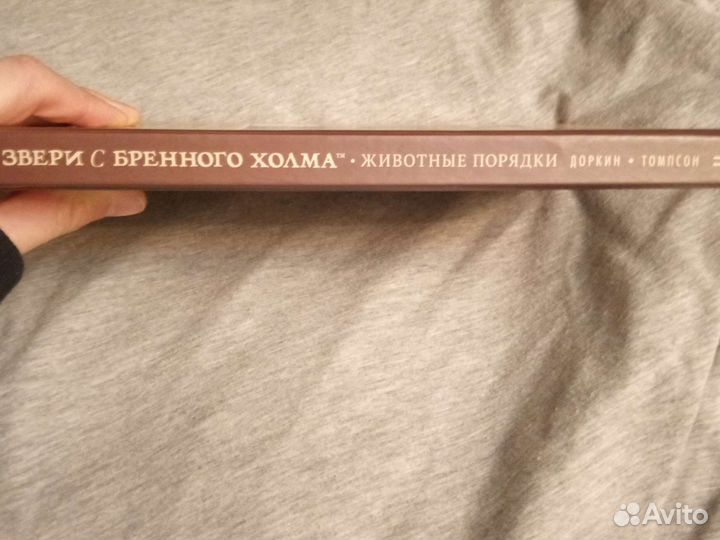 ЗВЕРИ С БРЕННОГО ХОЛМА™ • ЖИВОТНЫЕ ПОРЯДКИ ДОРКИН • ТОМПСОН
Avito